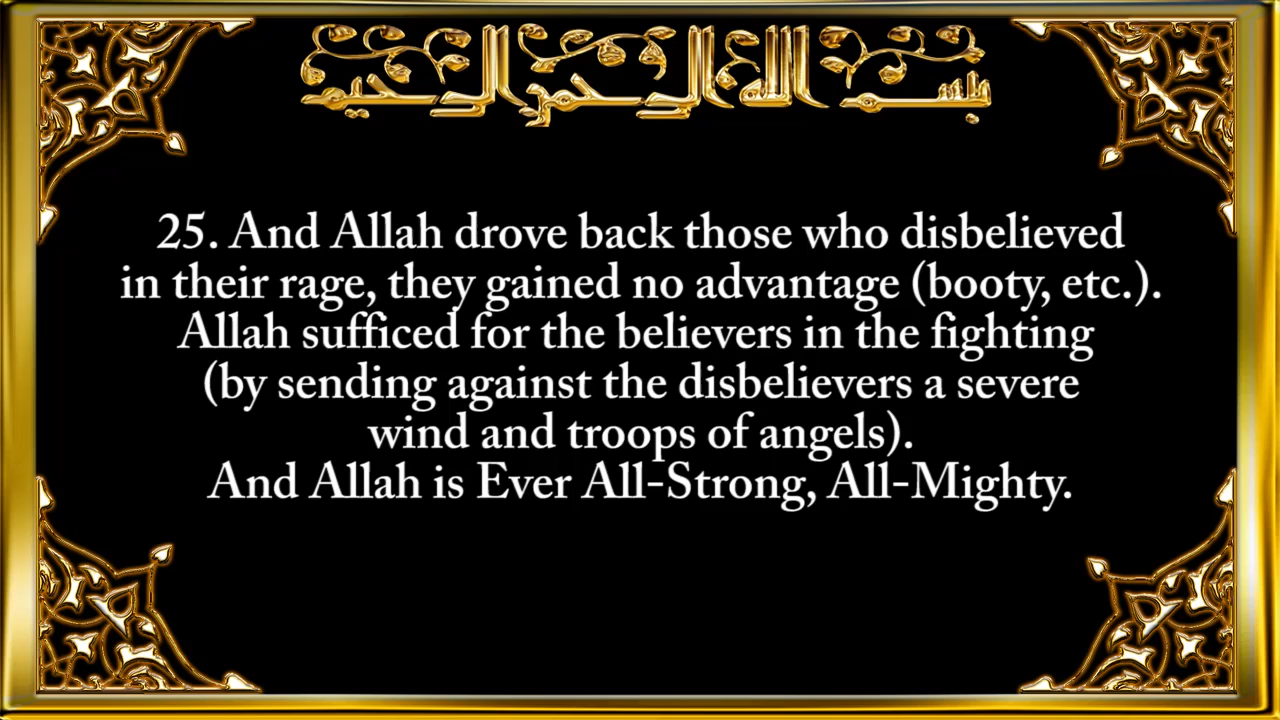 بسم الله الرحمن الرحيم
25. And Allah drove back those who disbelieved
in their rage, they gained no advantage (booty, etc.).
Allah sufficed for the believers in the fighting
(by sending against the disbelievers a severe
wind and troops of angels).
And Allah is Ever All-Strong, All-Mighty.